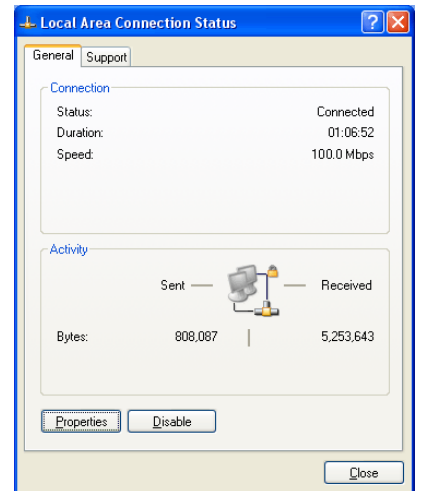 Local Area Connection Status
General Support
Connection
Status: Connected
Duration: 01:06:52
Speed: 100.0 Mbps
Activity
Sent Received
Bytes: 808,087 5,253,643
Properties Disable
Close